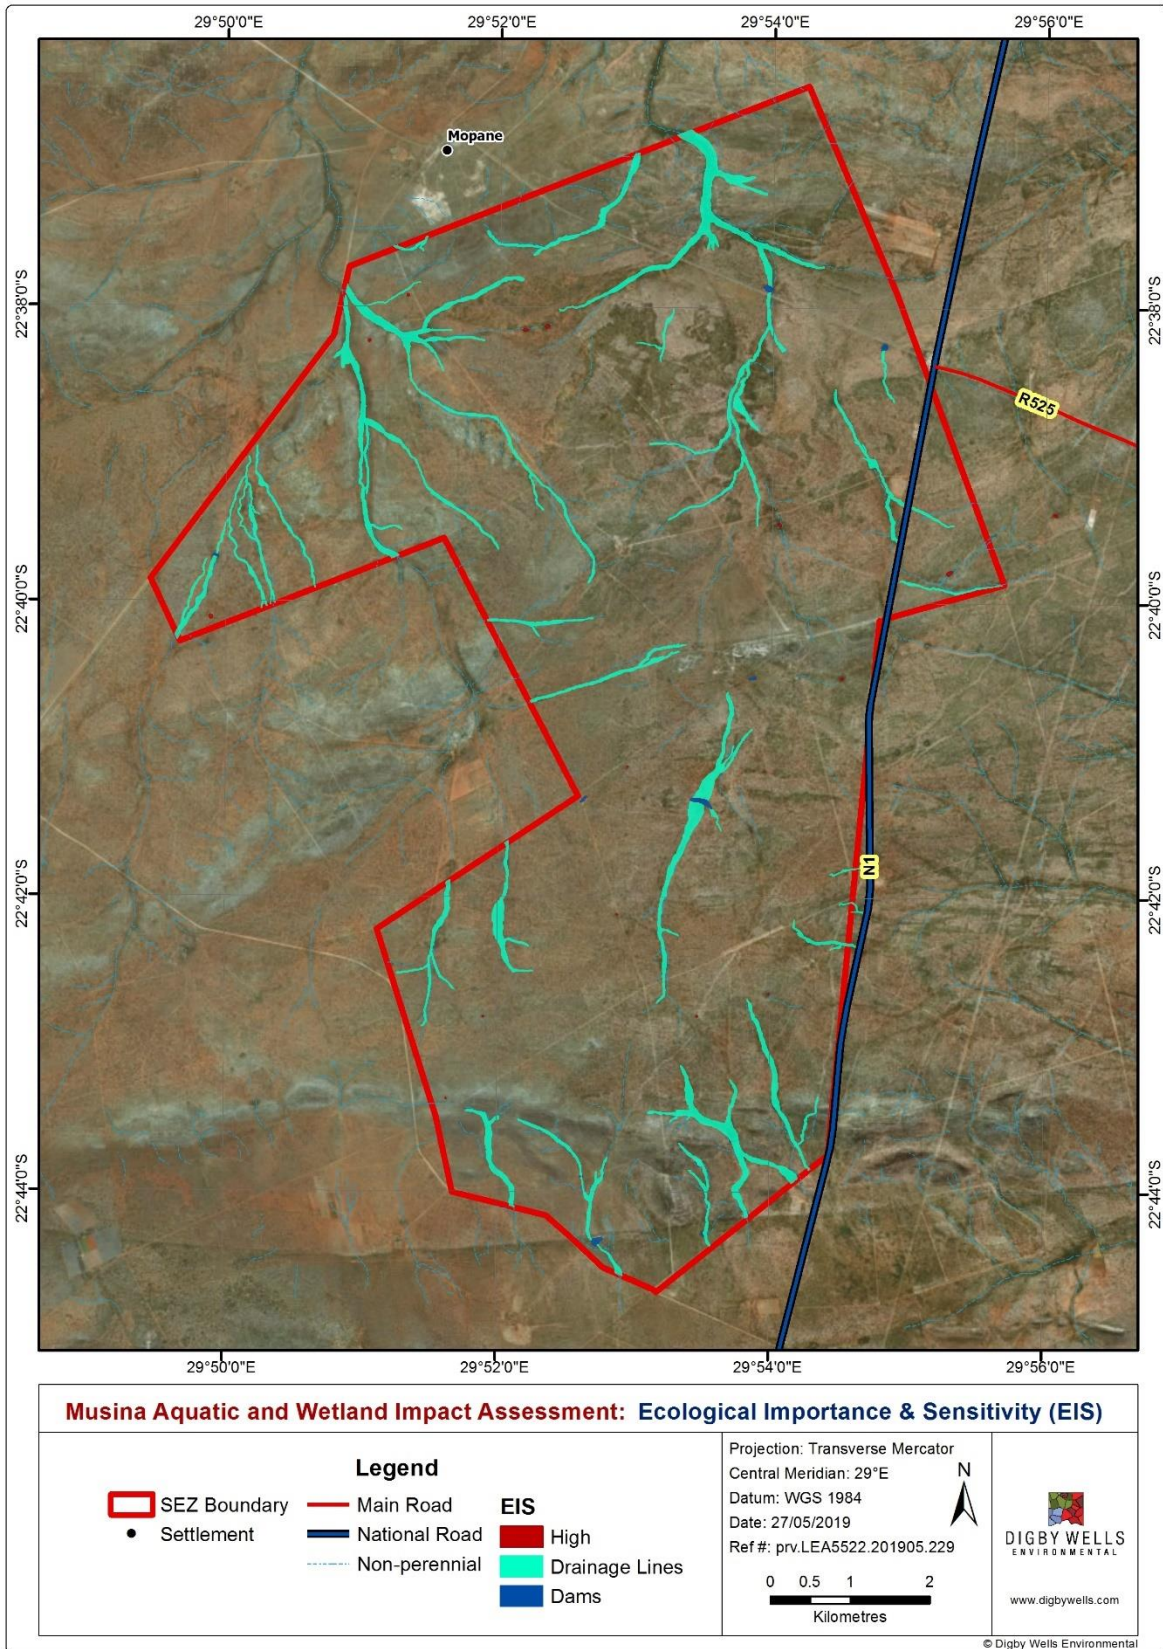 29°50'0"E 29°52'0"E 29°54'0"E 29°56'0"E
Mopane
22°38'0"S 22°38'0"S
R525
22°40'0"S 22°40'0"S
N1
22°42'0"S 22°42'0"S
22°44'0"S 22°44'0"S
29°50'0"E 29°52'0"E 29°54'0"E 29°56'0"E
Musina Aquatic and Wetland Impact Assessment: Ecological Importance & Sensitivity (EIS)
Legend
SEZ Boundary
Settlement
Main Road
National Road
Non-perennial
EIS
High
Drainage Lines
Dams
Projection: Transverse Mercator
Central Meridian: 29°E
Datum: WGS 1984
Date: 27/05/2019
Ref #: prv.LEA5522.201905.229
N
0 0.5 1 2
Kilometres
DIGBY WELLS
ENVIRONMENTAL
www.digbywells.com
© Digby Wells Environmental